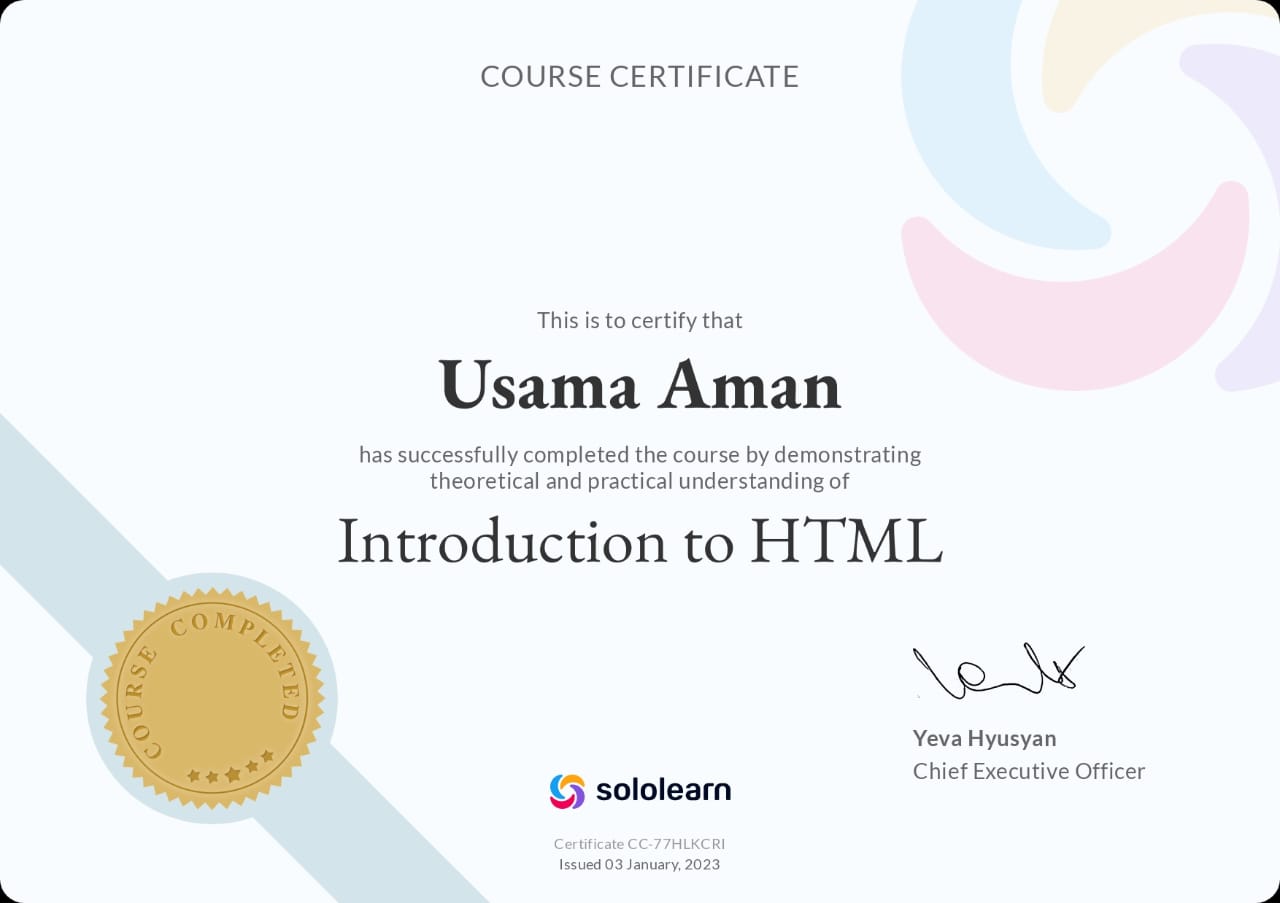 COURSE CERTIFICATE
This is to certify that
Usama Aman
has successfully completed the course by demonstrating
theoretical and practical understanding of
Introduction to HTML
COURSE COMPLETED
Yeva Hyusyan
Chief Executive Officer
sololearn
Certificate CC-77HLKCRI
Issued 03 January, 2023